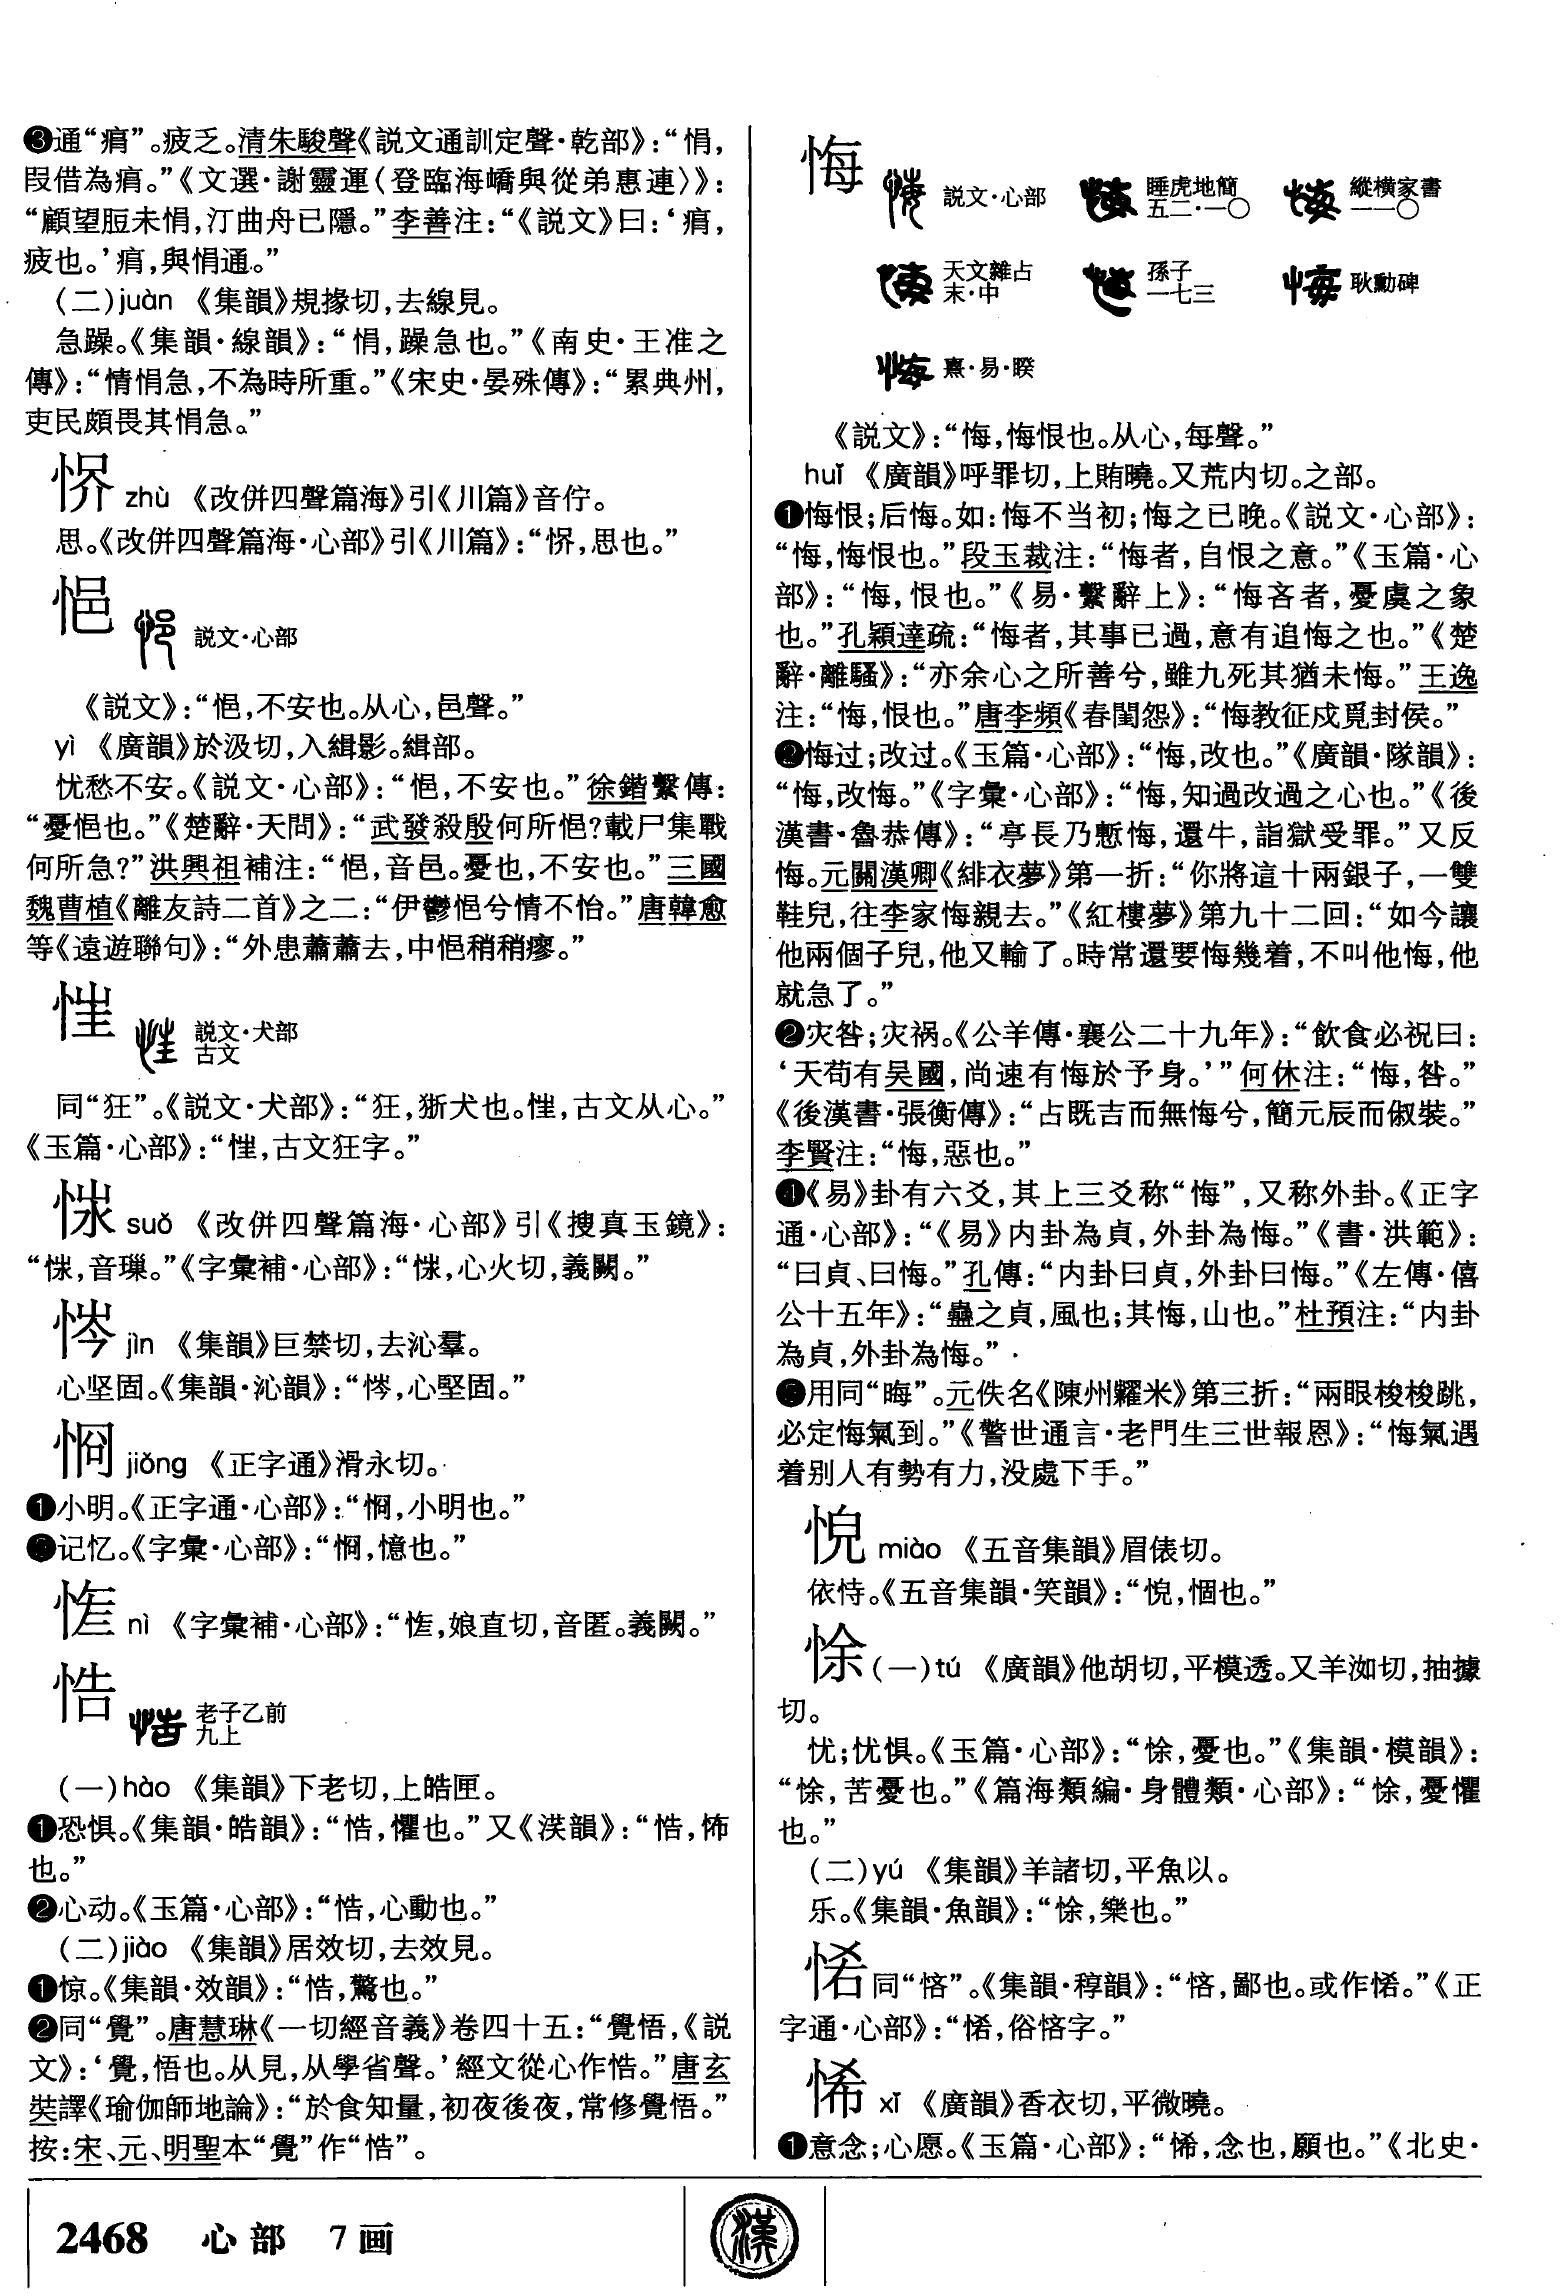 ❸通“痟”。疲乏。清朱駿聲《説文通訓定聲·乾部》：“悁，
叚借為痟。”《文選·謝靈運〈登臨海嶠與從弟惠連〉》：
“顧望脰未悁，汀曲舟已隱。”李善注：“《説文》曰：‘痟，
疲也。’痟，與悁通。”
（二）juàn 《集韻》規掾切，去線見。
急躁。《集韻·線韻》：“悁，躁急也。”《南史·王准之
傳》：“情悁急，不為時所重。”《宋史·晏殊傳》：“累典州，
吏民頗畏其悁急。”
zhù 《改併四聲篇海》引《川篇》音佇。
思。《改併四聲篇海·心部》引《川篇》：“，思也。”
悒
説文·心部
《説文》：“悒，不安也。从心，邑聲。”
yì 《廣韻》於汲切，入緝影。緝部。
忧愁不安。《説文·心部》：“悒，不安也。”徐鍇繫傳：
“憂悒也。”《楚辭·天問》：“武發殺殷何所悒？載尸集戰
何所急？”洪興祖補注：“悒，音邑。憂也，不安也。”三國
魏曹植《離友詩二首》之二：“伊鬱悒兮情不怡。”唐韓愈
等《遠遊聯句》：“外患蕭蕭去，中悒稍稍瘳。”
説文·犬部
古文
同“狂”。《説文·犬部》：“狂，狾犬也。，古文从心。”
《玉篇·心部》：“，古文狂字。”
suǒ 《改併四聲篇海·心部》引《搜真玉鏡》：
“，音璅。”《字彙補·心部》：“，心火切，義闕。”
jìn 《集韻》巨禁切，去沁羣。
心坚固。《集韻·沁韻》：“，心堅固。”
jiǒng 《正字通》滑永切。
❶小明。《正字通·心部》：“，小明也。”
❷记忆。《字彙·心部》：“，憶也。”
nì 《字彙補·心部》：“，娘直切，音匿。義闕。”
悎
老子乙前
九上
（一）hào 《集韻》下老切，上皓匣。
❶恐惧。《集韻·皓韻》：“悎，懼也。”又《渶韻》：“悎，怖
也。”
❷心动。《玉篇·心部》：“悎，心動也。”
（二）jiào 《集韻》居效切，去效見。
❶惊。《集韻·效韻》：“悎，驚也。”
❷同“覺”。唐慧琳《一切經音義》卷四十五：“覺悟，《説
文》：‘覺，悟也。从見，从學省聲。’經文從心作悎。”唐玄
奘譯《瑜伽師地論》：“於食知量，初夜後夜，常修覺悟。”
按：宋、元、明聖本“覺”作“悎”。
悔
説文·心部
睡虎地簡
五二·一〇
縱横家書
一一〇
天文雜占
末·中
孫子
一七三
耿勳碑
熹·易·睽
《説文》：“悔，悔恨也。从心，每聲。”
huǐ 《廣韻》呼罪切，上賄曉。又荒内切。之部。
❶悔恨；后悔。如：悔不当初；悔之已晚。《説文·心部》：
“悔，悔恨也。”段玉裁注：“悔者，自恨之意。”《玉篇·心
部》：“悔，恨也。”《易·繫辭上》：“悔吝者，憂虞之象
也。”孔穎達疏：“悔者，其事已過，意有追悔之也。”《楚
辭·離騷》：“亦余心之所善兮，雖九死其猶未悔。”王逸
注：“悔，恨也。”唐李頻《春閨怨》：“悔教征戍覓封侯。”
❷悔过；改过。《玉篇·心部》：“悔，改也。”《廣韻·隊韻》：
“悔，改悔。”《字彙·心部》：“悔，知過改過之心也。”《後
漢書·魯恭傳》：“亭長乃慙悔，還牛，詣獄受罪。”又反
悔。元關漢卿《緋衣夢》第一折：“你將這十兩銀子，一雙
鞋兒，往李家悔親去。”《紅樓夢》第九十二回：“如今讓
他兩個子兒，他又輸了。時常還要悔幾着，不叫他悔，他
就急了。”
❷灾咎；灾祸。《公羊傳·襄公二十九年》：“飲食必祝曰：
‘天苟有吴國，尚速有悔於予身。’”何休注：“悔，咎。”
《後漢書·張衡傳》：“占既吉而無悔兮，簡元辰而俶裝。”
李賢注：“悔，惡也。”
❹《易》卦有六爻，其上三爻称“悔”，又称外卦。《正字
通·心部》：“《易》内卦為貞，外卦為悔。”《書·洪範》：
“曰貞、曰悔。”孔傳：“内卦曰貞，外卦曰悔。”《左傳·僖
公十五年》：“蠱之貞，風也；其悔，山也。”杜預注：“内卦
為貞，外卦為悔。”
❺用同“晦”。元佚名《陳州糶米》第三折：“兩眼梭梭跳，
必定悔氣到。”《警世通言·老門生三世報恩》：“悔氣遇
着别人有勢有力，没處下手。”
miào 《五音集韻》眉俵切。
依恃。《五音集韻·笑韻》：“，悃也。”
悇（一）tú 《廣韻》他胡切，平模透。又羊洳切，抽據
切。
忧；忧惧。《玉篇·心部》：“悇，憂也。”《集韻·模韻》：
“悇，苦憂也。”《篇海類編·身體類·心部》：“悇，憂懼
也。”
（二）yú 《集韻》羊諸切，平魚以。
乐。《集韻·魚韻》：“悇，樂也。”
同“㤩”。《集韻·稕韻》：“，鄙也。或作。”《正
字通·心部》：“，俗字。”
悕 xī 《廣韻》香衣切，平微曉。
❶意念；心愿。《玉篇·心部》：“悕，念也，願也。”《北史·
2468 心部 7画
漢